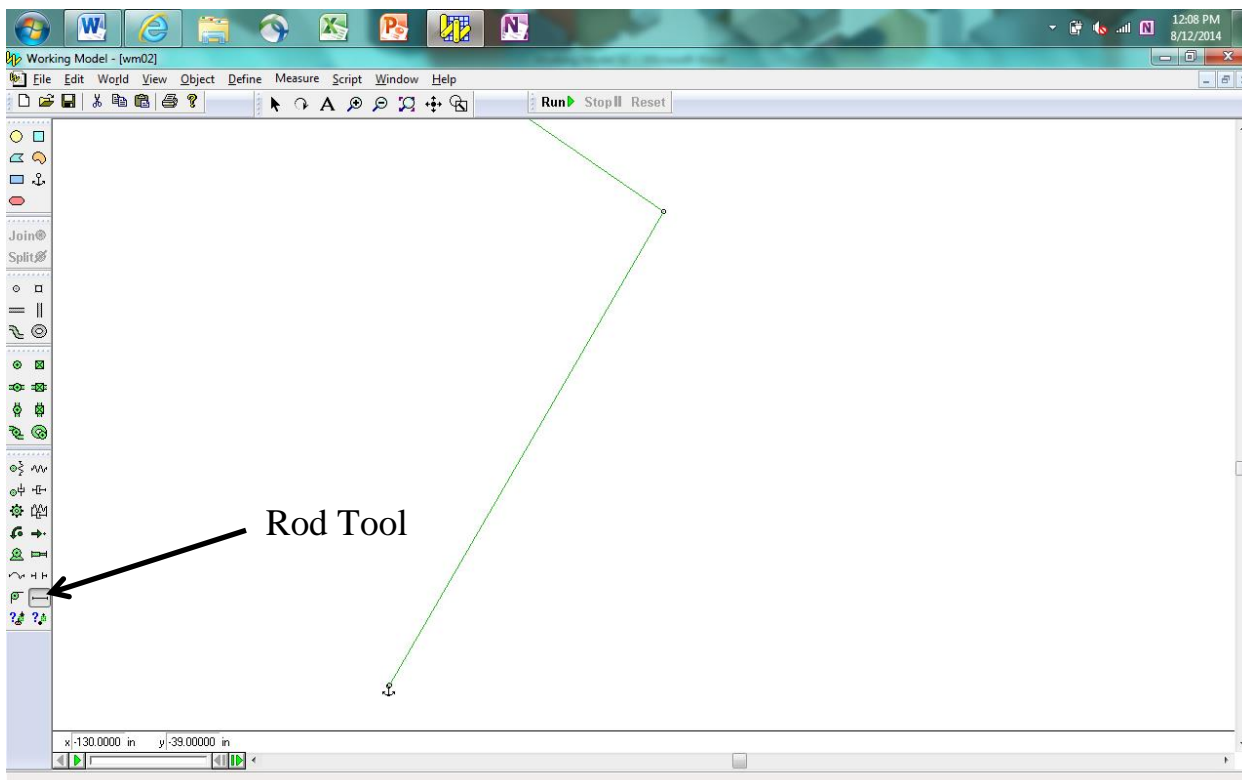 12:08 PM
8/12/2014
Working Model - [wm02]
File Edit World View Object Define Measure Script Window Help
A Run Stop Reset
Join
Split
Rod Tool
x -130.0000 in y -39.00000 in